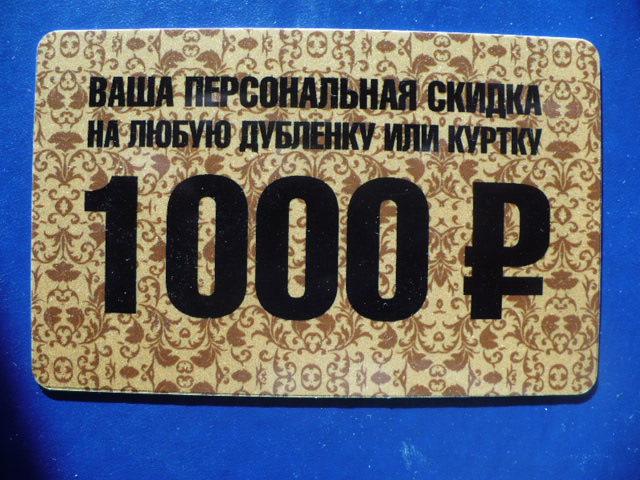 ВАША ПЕРСОНАЛЬНАЯ СКИДКА
НА ЛЮБУЮ ДУБЛЕНКУ ИЛИ КУРТКУ
1000 ₽